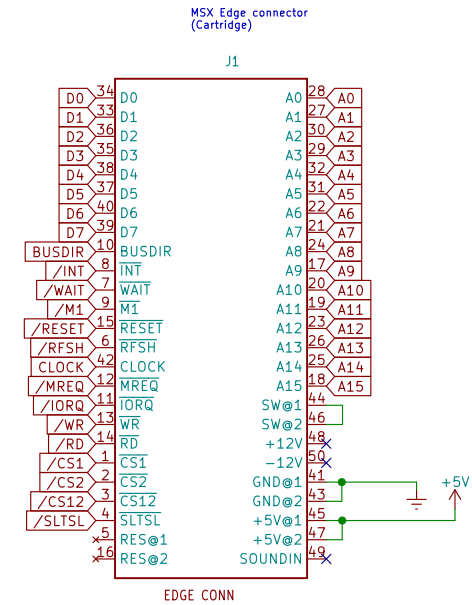 MSX Edge connector
(Cartridge)
J1
D0 34 D0 A0 28 A0
D1 33 D1 A1 27 A1
D2 36 D2 A2 30 A2
D3 35 D3 A3 29 A3
D4 38 D4 A4 32 A4
D5 37 D5 A5 31 A5
D6 40 D6 A6 22 A6
D7 39 D7 A7 21 A7
BUSDIR 10 BUSDIR A8 24 A8
/INT 8 INT A9 17 A9
/WAIT 7 WAIT A10 20 A10
/M1 9 M1 A11 19 A11
/RESET 15 RESET A12 23 A12
/RFSH 6 RFSH A13 26 A13
CLOCK 42 CLOCK A14 25 A14
/MREQ 12 MREQ A15 18 A15
/IORQ 11 IORQ SW@1 44
/WR 13 WR SW@2 46
/RD 14 RD +12V 48
/CS1 1 CS1 -12V 50
/CS2 2 CS2 GND@1 41 +5V
/CS12 3 CS12 GND@2 43
/SLTSL 4 SLTSL +5V@1 45
5 RES@1 +5V@2 47
16 RES@2 SOUNDIN 49
EDGE CONN